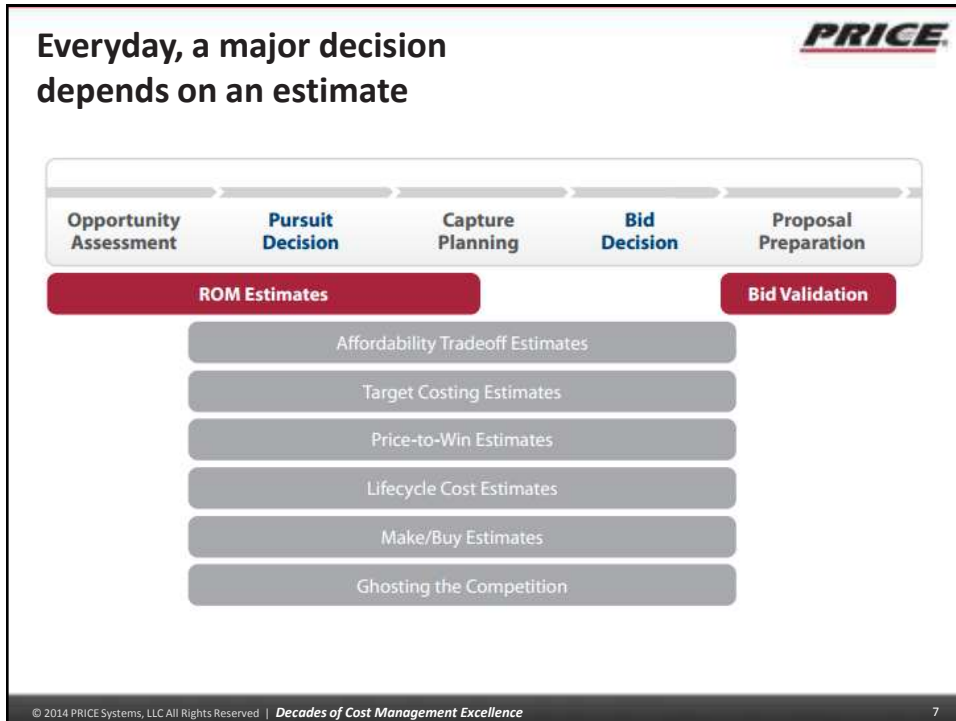 Everyday, a major decision
depends on an estimate
PRICE®
Opportunity Assessment
Pursuit Decision
Capture Planning
Bid Decision
Proposal Preparation
ROM Estimates
Bid Validation
Affordability Tradeoff Estimates
Target Costing Estimates
Price-to-Win Estimates
Lifecycle Cost Estimates
Make/Buy Estimates
Ghosting the Competition
© 2014 PRICE Systems, LLC All Rights Reserved | Decades of Cost Management Excellence
7